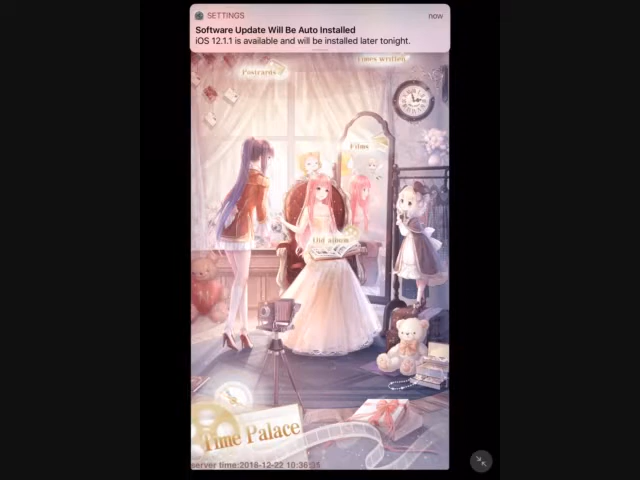 SETTINGS
now
Software Update Will Be Auto Installed
iOS 12.1.1 is available and will be installed later tonight.
Times written
Postcards
Films
Old album
Time Palace
server time:2018-12-22 10:36:35